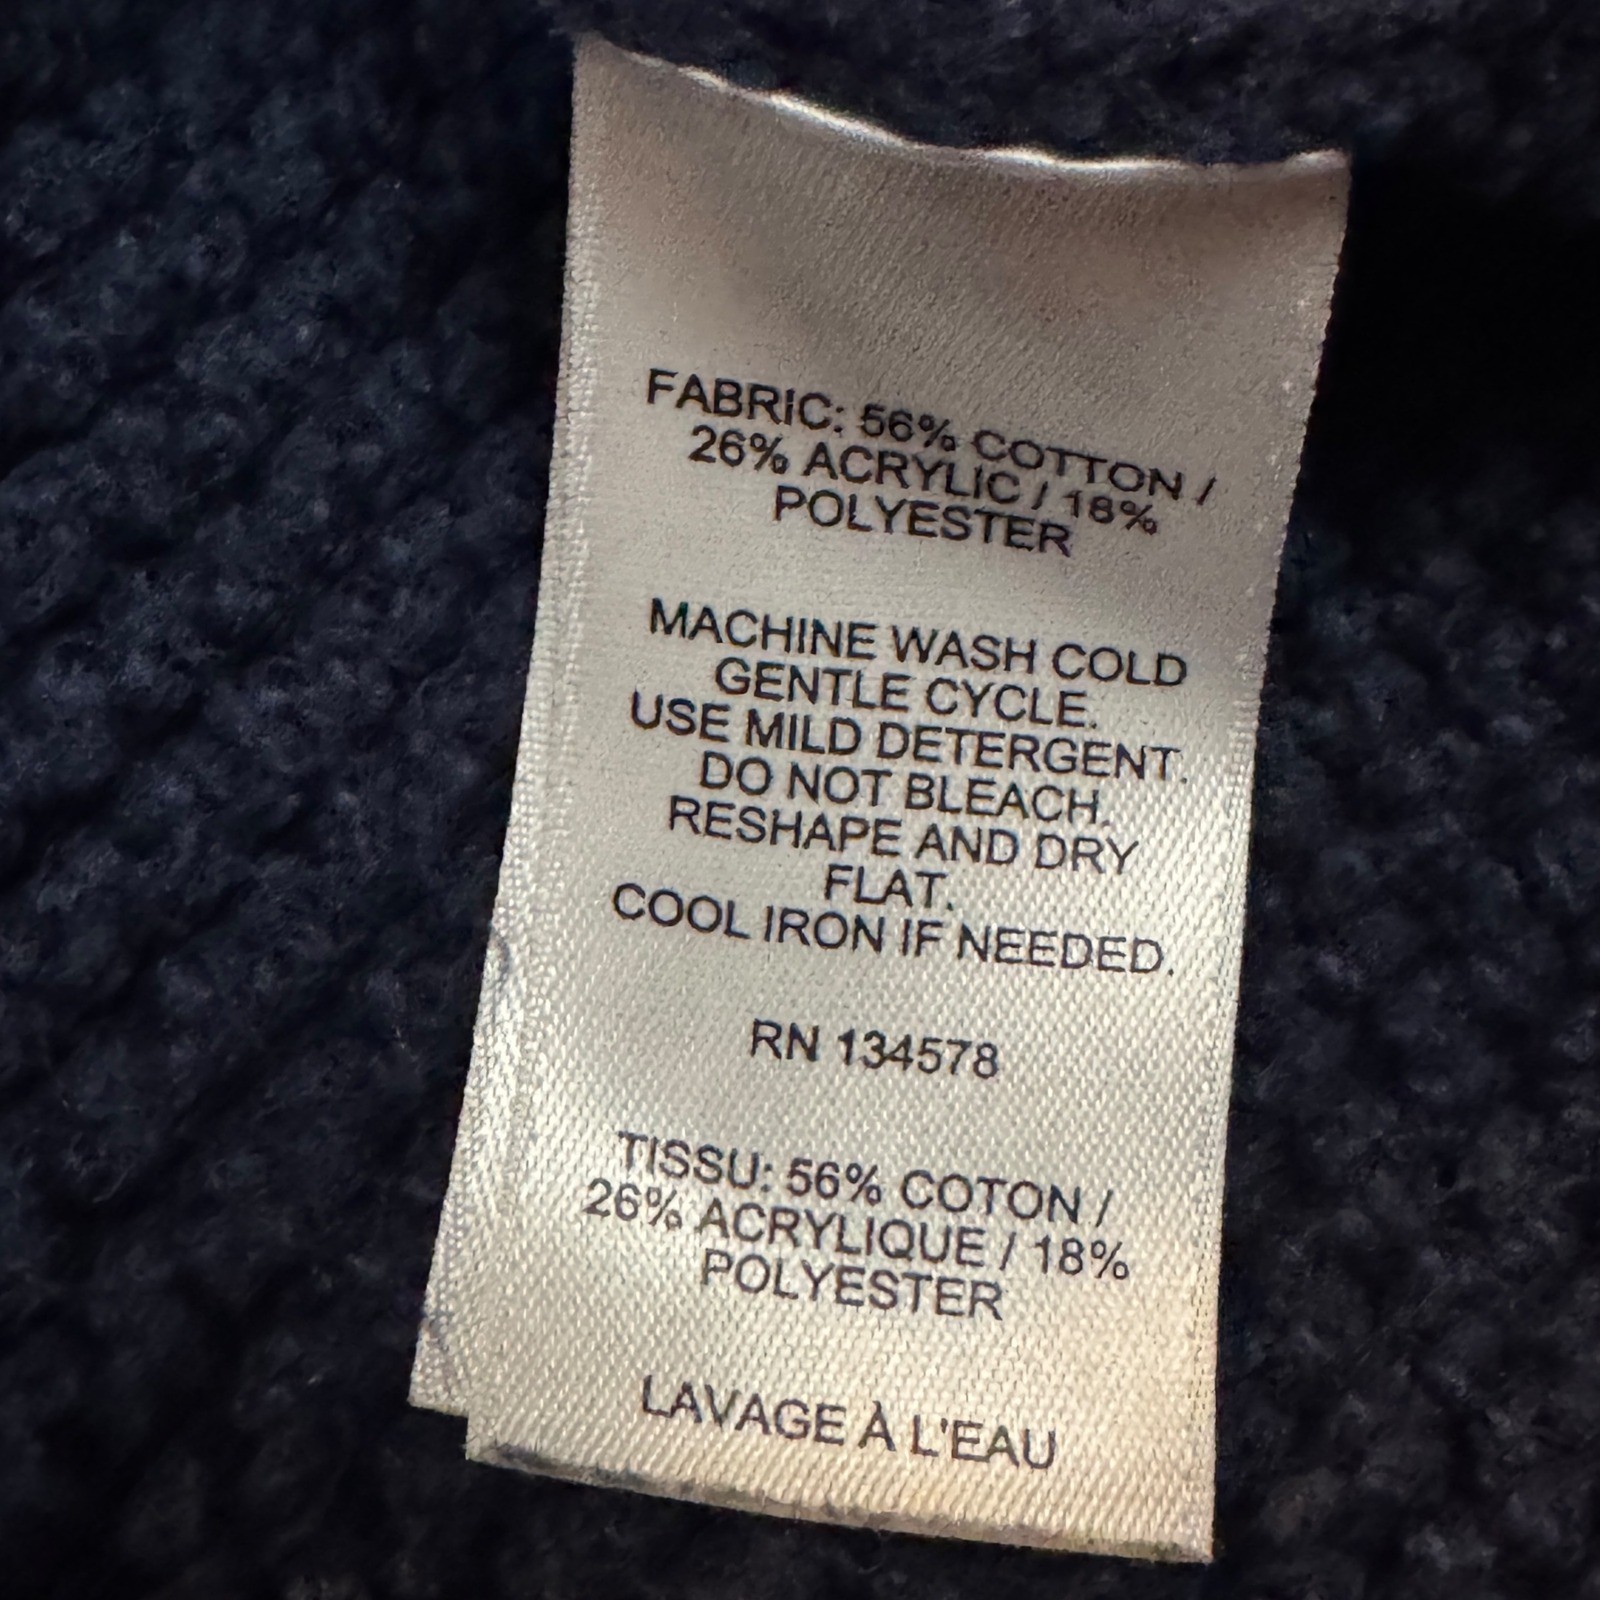 FABRIC: 56% COTTON /
26% ACRYLIC / 18%
POLYESTER
MACHINE WASH COLD
GENTLE CYCLE.
USE MILD DETERGENT.
DO NOT BLEACH.
RESHAPE AND DRY
FLAT.
COOL IRON IF NEEDED.
RN 134578
TISSU: 56% COTON /
26% ACRYLIQUE / 18%
POLYESTER
LAVAGE À L'EAU